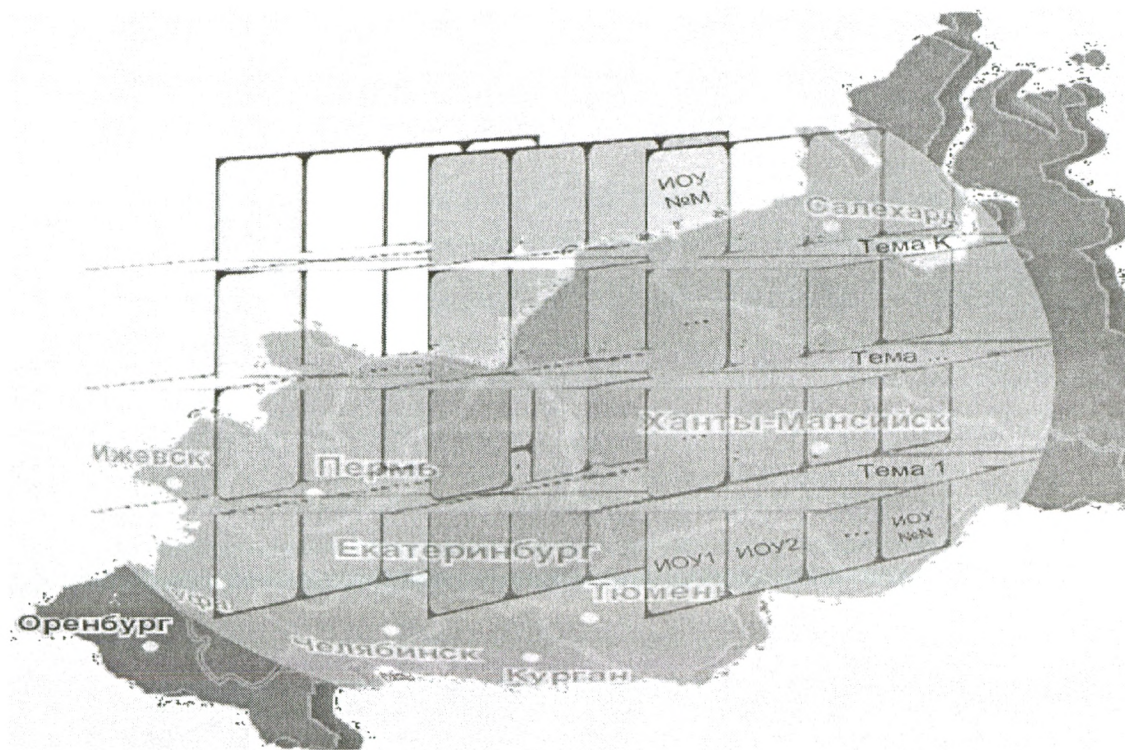 ИОУ
№М
Салехард
Тема К
...
Тема ...
Ханты-Мансийск
...
Ижевск
Пермь
Тема 1
Екатеринбург
ИОУ1
ИОУ2
...
ИОУ
№N
Уфа
Тюмень
Оренбург
Челябинск
Курган